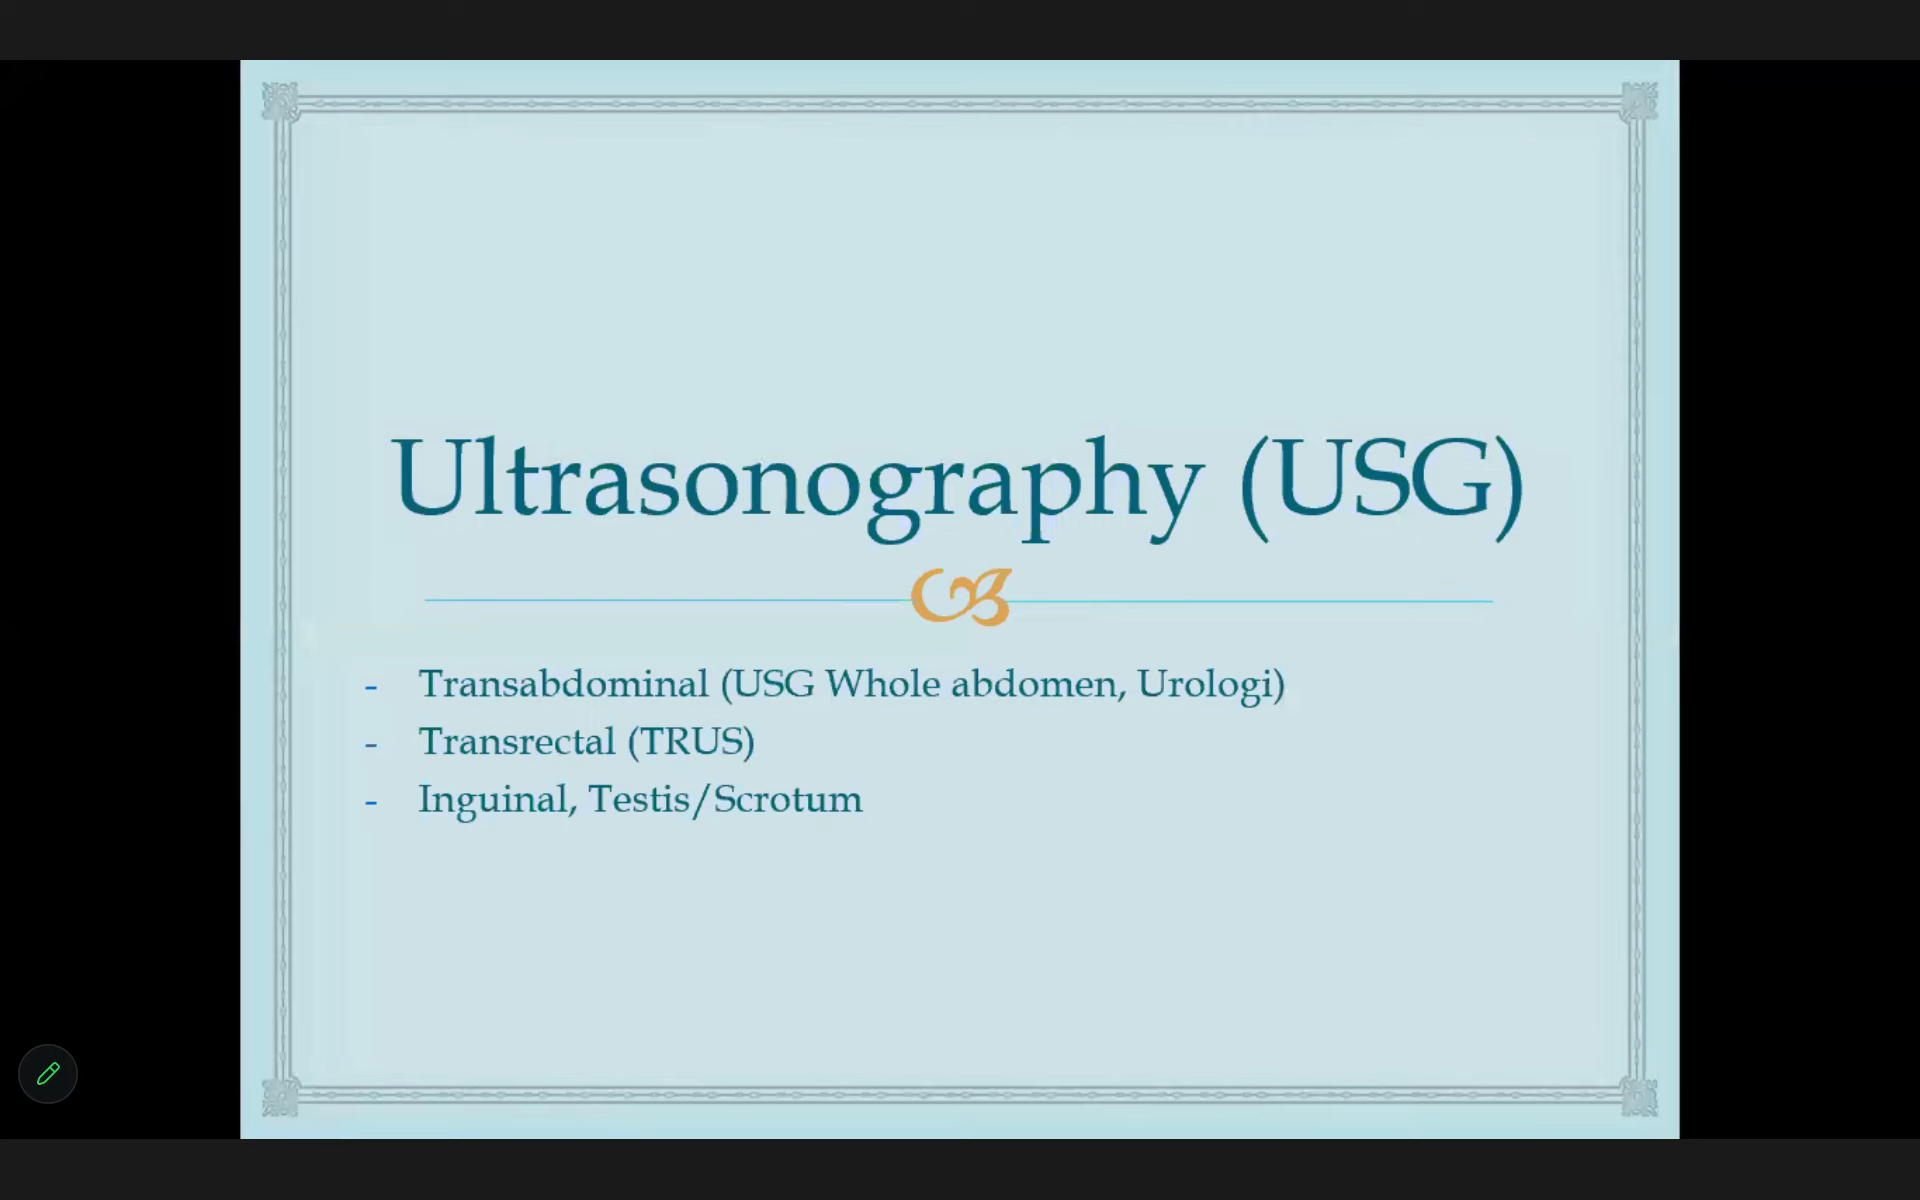 Ultrasonography (USG)
- Transabdominal (USG Whole abdomen, Urologi)
- Transrectal (TRUS)
- Inguinal, Testis/Scrotum